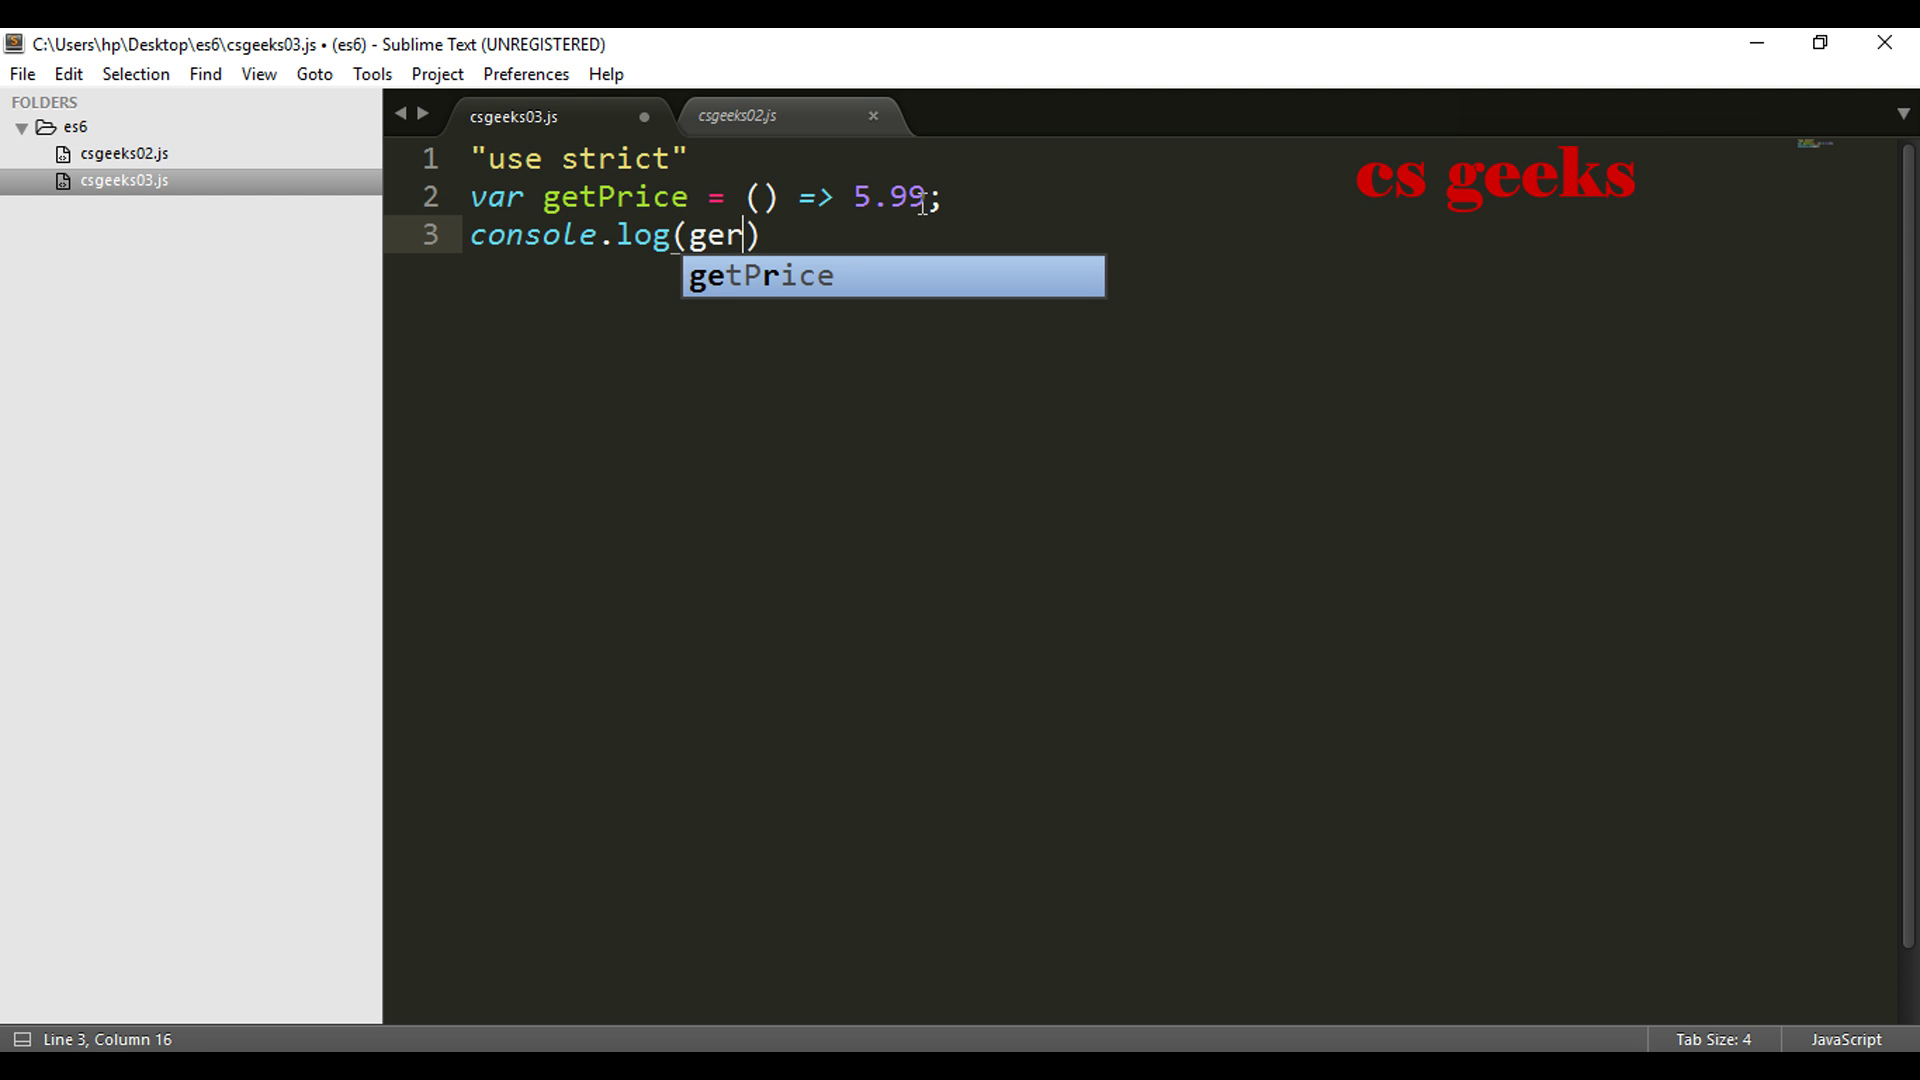 C:\Users\hp\Desktop\es6\csgeeks03.js • (es6) - Sublime Text (UNREGISTERED)
File Edit Selection Find View Goto Tools Project Preferences Help
FOLDERS
es6
csgeeks02.js
csgeeks03.js
csgeeks03.js csgeeks02.js
1 "use strict"
2 var getPrice = () => 5.99;
3 console.log(ger)
getPrice
cs geeks
Line 3, Column 16 Tab Size: 4 JavaScript